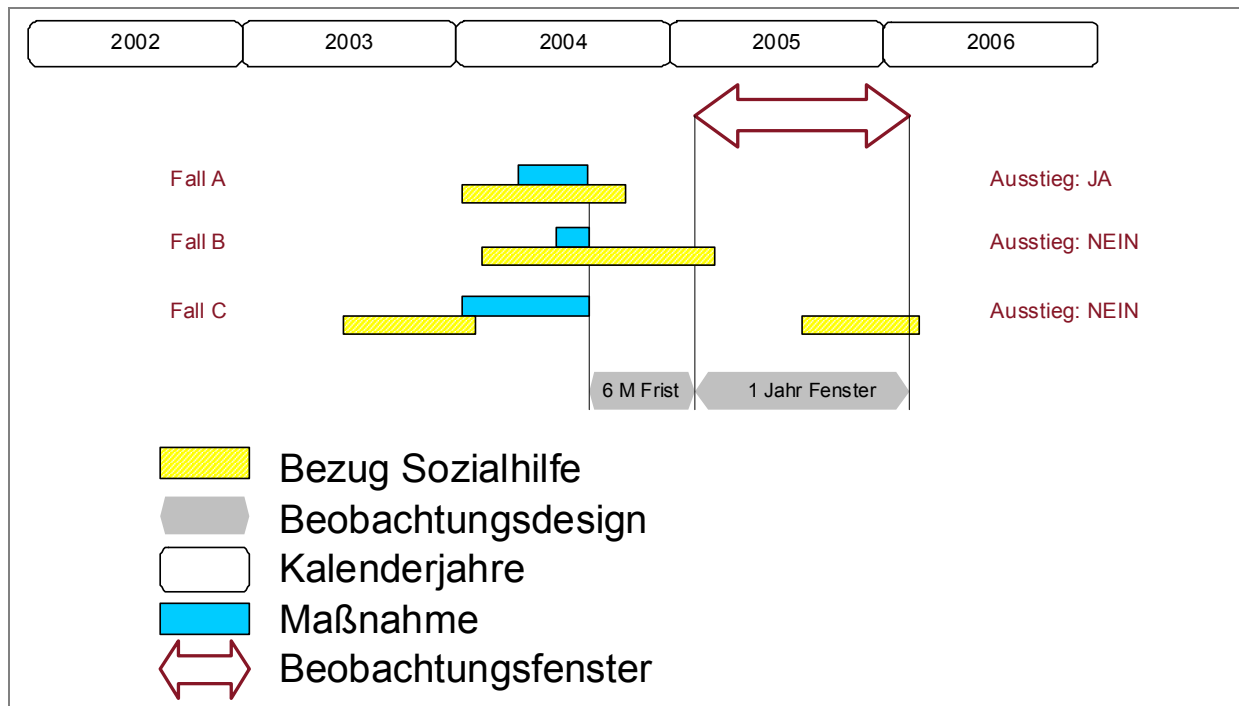 2002 2003 2004 2005 2006
Fall A Ausstieg: JA
Fall B Ausstieg: NEIN
Fall C Ausstieg: NEIN
6 M Frist 1 Jahr Fenster
Bezug Sozialhilfe
Beobachtungsdesign
Kalenderjahre
Maßnahme
Beobachtungsfenster